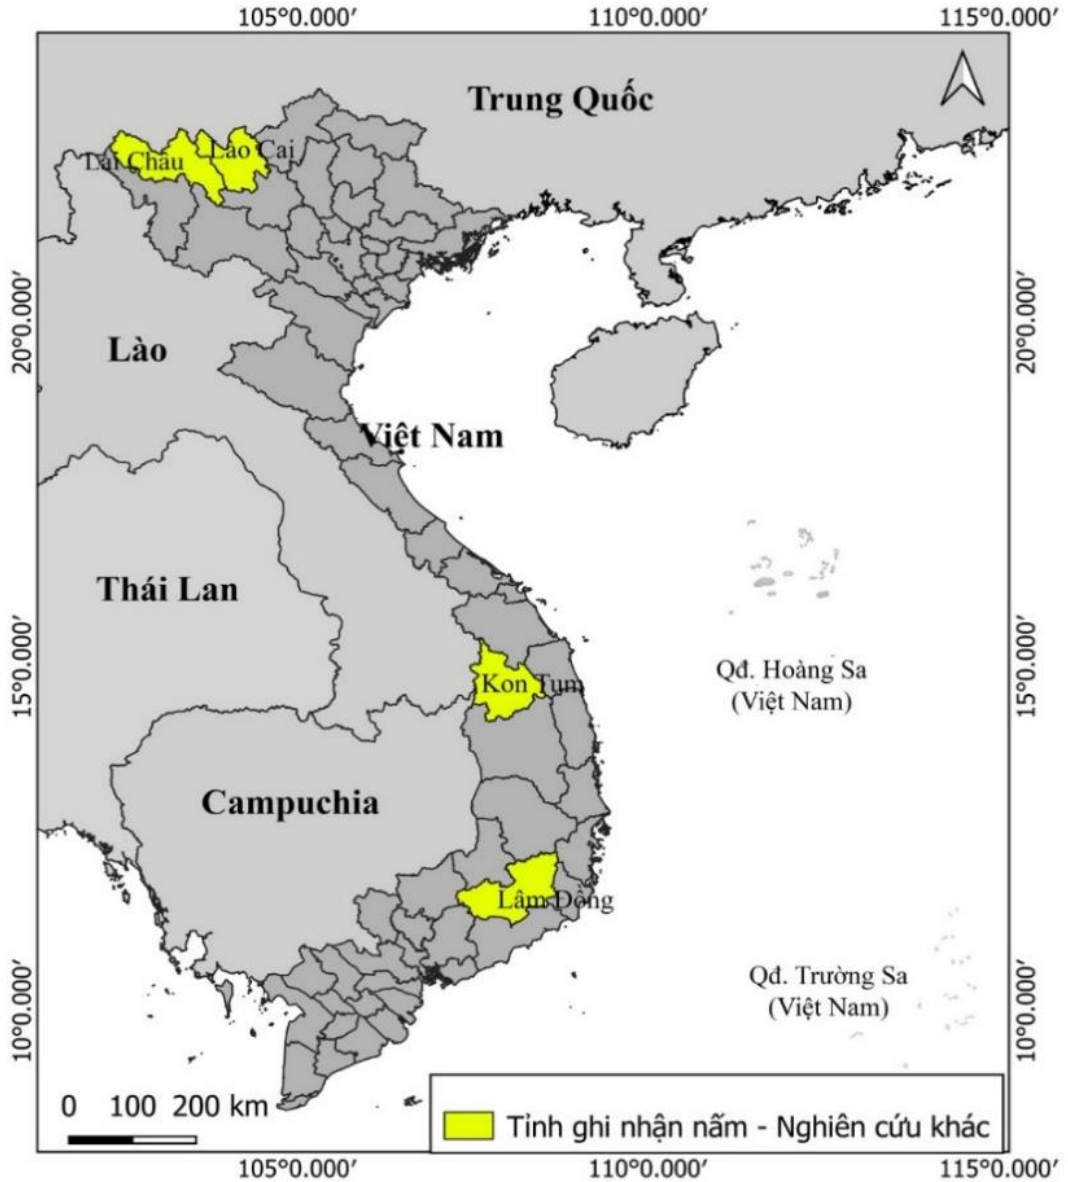 105°0.000′ 110°0.000′ 115°0.000′
Trung Quốc
Lào Cai
Lai Châu
20°0.000′ 20°0.000′
Lào
Việt Nam
Thái Lan
15°0.000′ 15°0.000′
Kon Tum
Qđ. Hoàng Sa
(Việt Nam)
Campuchia
Lâm Đồng
10°0.000′ 10°0.000′
Qđ. Trường Sa
(Việt Nam)
0 100 200 km
Tỉnh ghi nhận nấm - Nghiên cứu khác
105°0.000′ 110°0.000′ 115°0.000′